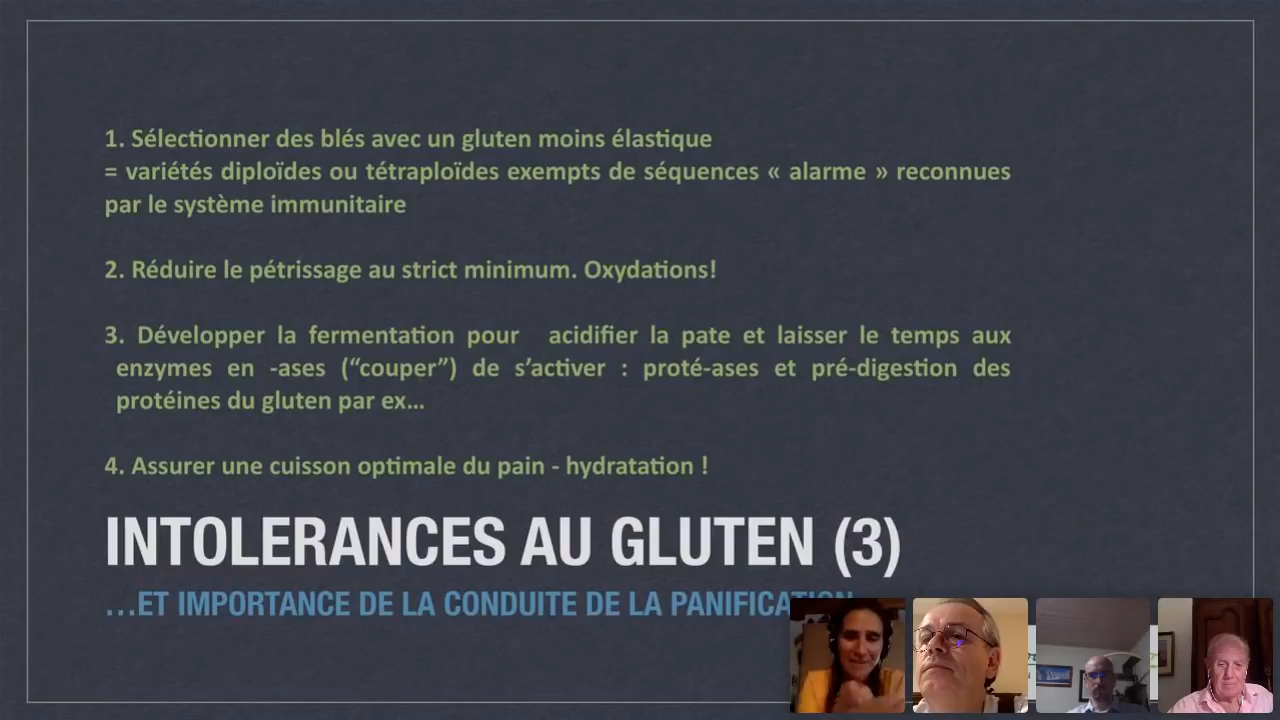 1. Sélectionner des blés avec un gluten moins élastique
= variétés diploïdes ou tétraploïdes exempts de séquences « alarme » reconnues
par le système immunitaire
2. Réduire le pétrissage au strict minimum. Oxydations!
3. Développer la fermentation pour acidifier la pate et laisser le temps aux
enzymes en -ases (“couper”) de s’activer : proté-ases et pré-digestion des
protéines du gluten par ex…
4. Assurer une cuisson optimale du pain - hydratation !
INTOLERANCES AU GLUTEN (3)
…ET IMPORTANCE DE LA CONDUITE DE LA PANIFICATION